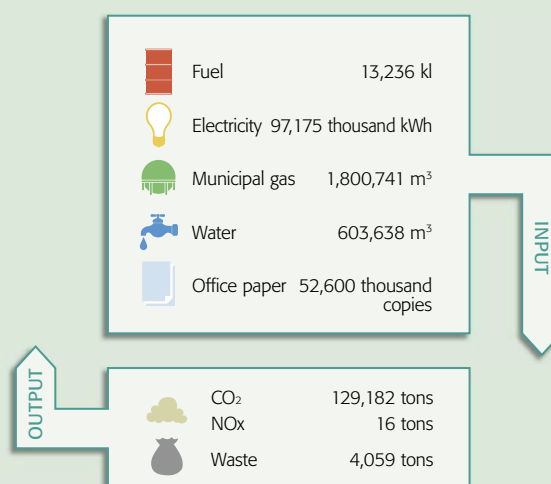 Fuel 13,236 kl
Electricity 97,175 thousand kWh
Municipal gas 1,800,741 m³
Water 603,638 m³
Office paper 52,600 thousand
copies
INPUT
OUTPUT
CO₂ 129,182 tons
NOx 16 tons
Waste 4,059 tons